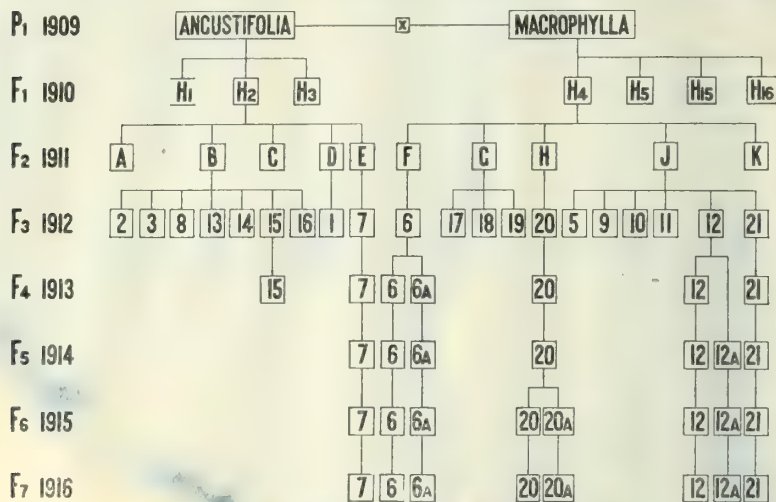 P1 1909 ANGUSTIFOLIA x MACROPHYLLA
F1 1910 H1 H2 H3 H4 H5 H15 H16
F2 1911 A B C D E F G H J K
F3 1912 2 3 8 13 14 15 16 1 7 6 17 18 19 20 5 9 10 11 12 21
F4 1913 15 7 6 6A 20 12 21
F5 1914 7 6 6A 20 12 12A 21
F6 1915 7 6 6A 20 20A 12 12A 21
F7 1916 7 6 6A 20 20A 12 12A 21